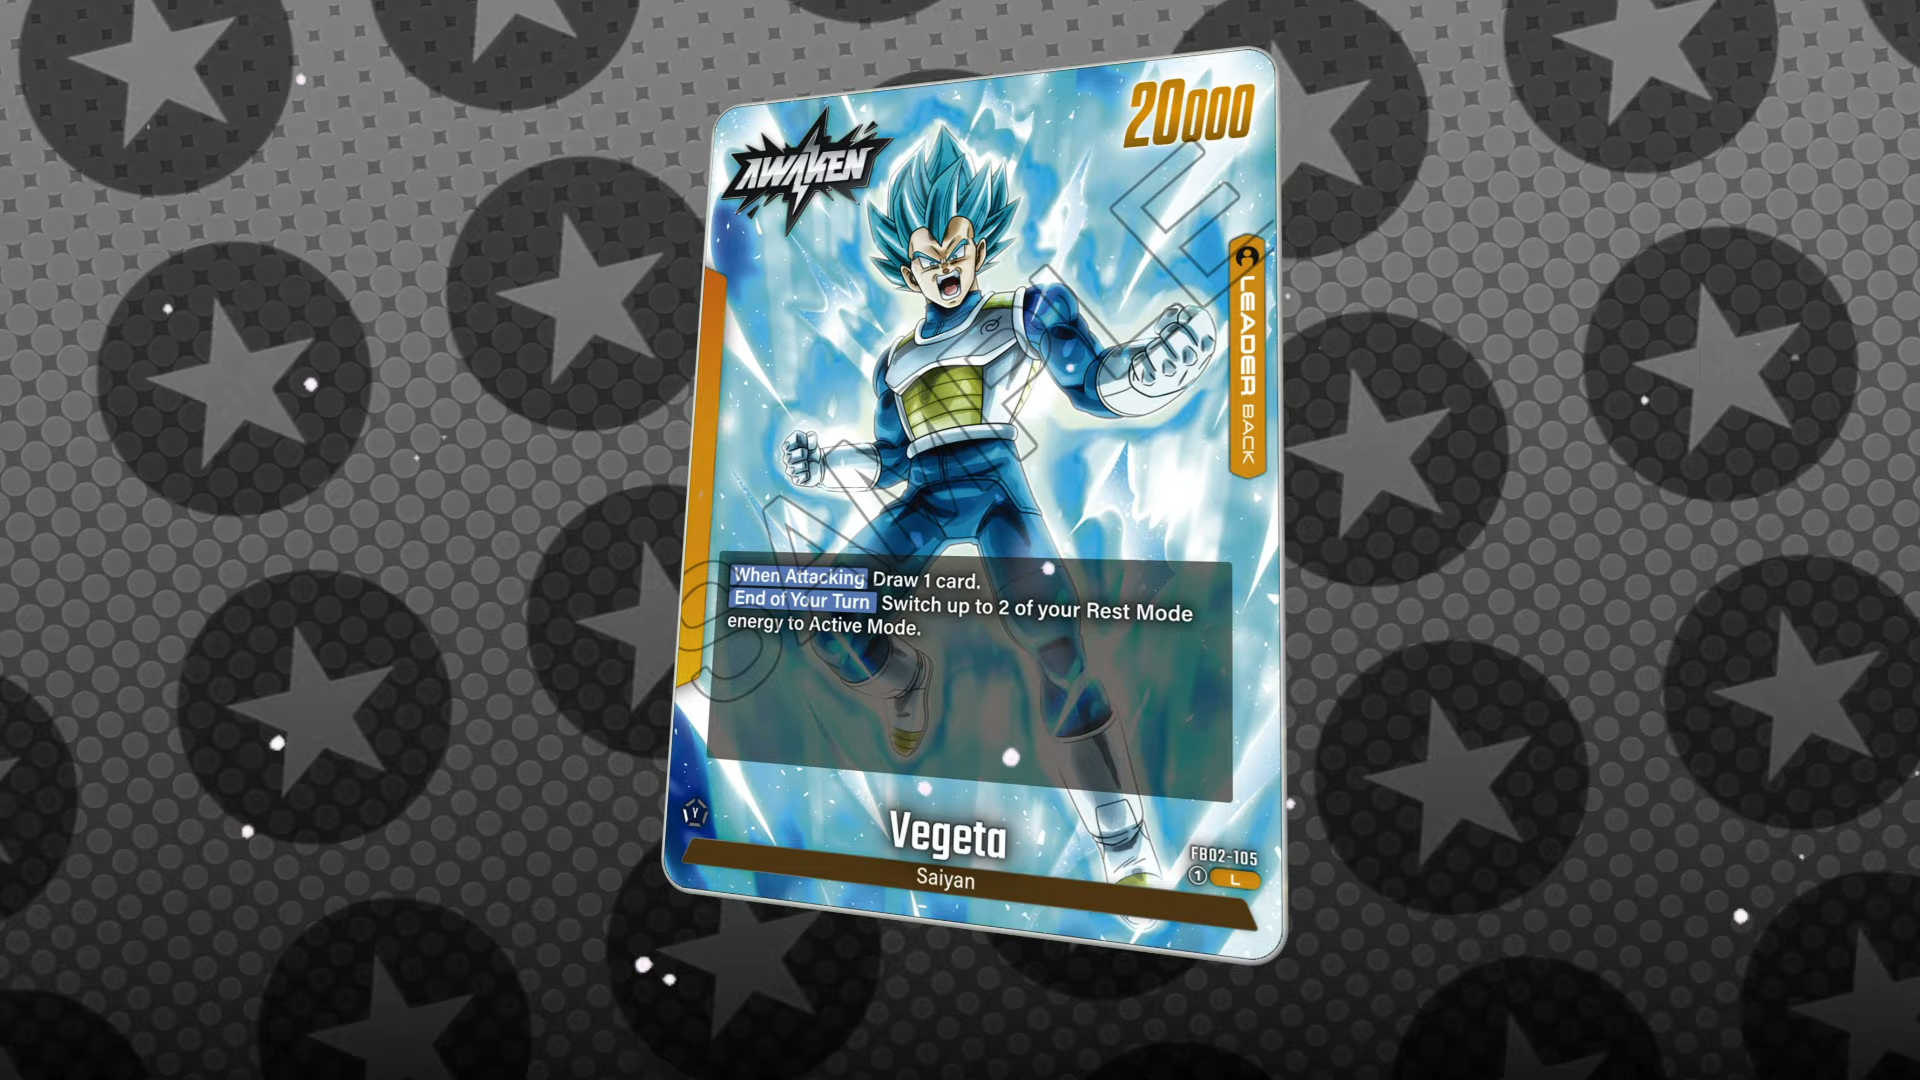 AWAKEN
20000
LEADER BACK
When Attacking Draw 1 card.
End of Your Turn Switch up to 2 of your Rest Mode
energy to Active Mode.
SAMPLE
Y
Vegeta
Saiyan
FB02-105
1 L